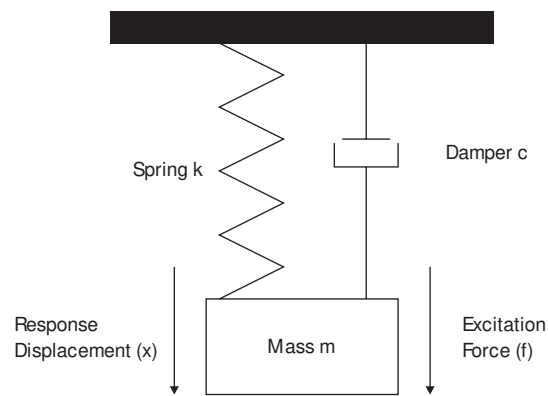 Spring k
Damper c
Response
Displacement (x)
Mass m
Excitation
Force (f)